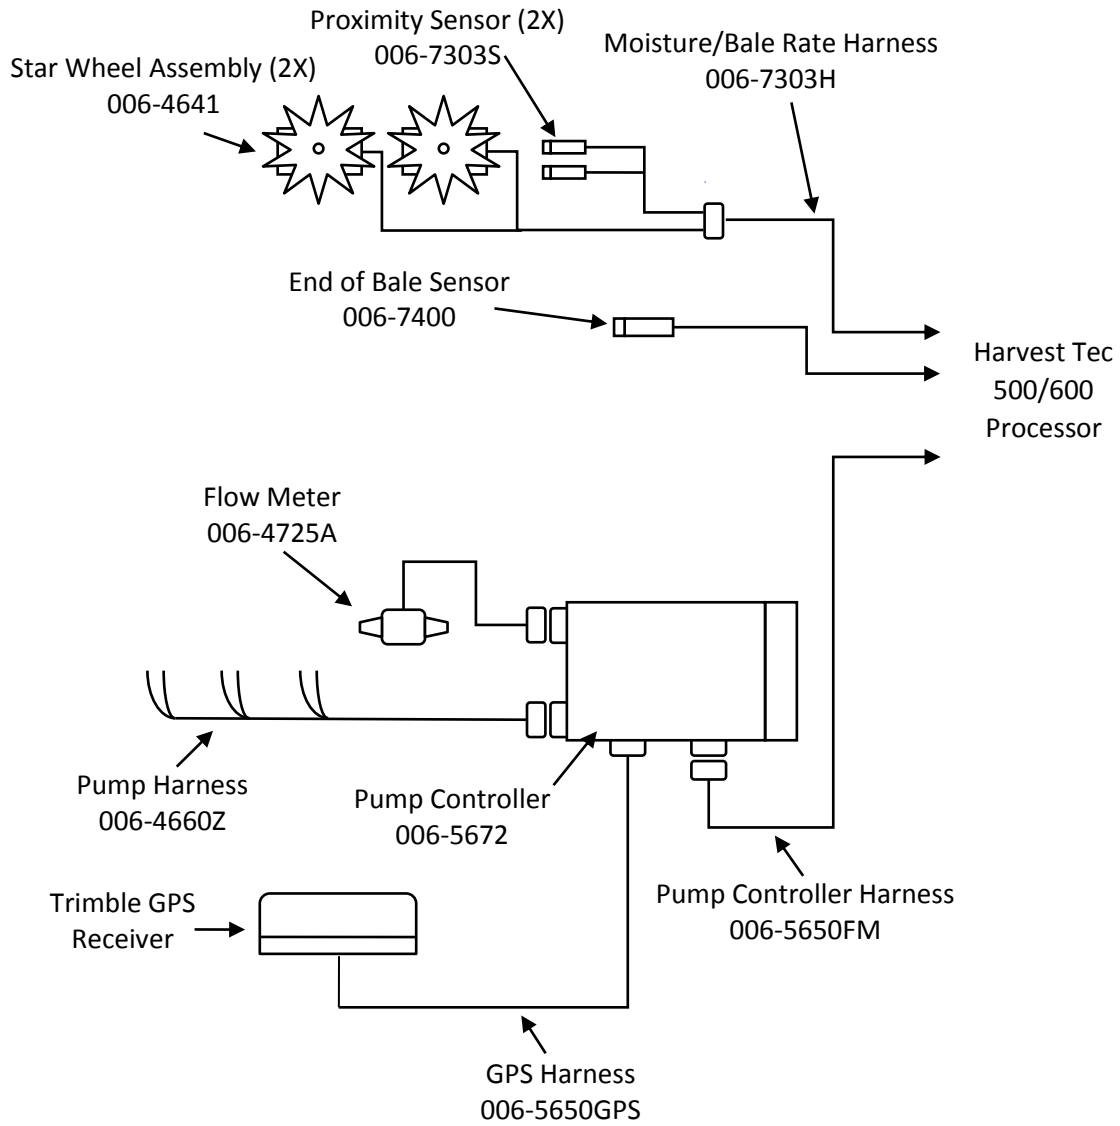 Proximity Sensor (2X)
006-7303S
Moisture/Bale Rate Harness
006-7303H
Star Wheel Assembly (2X)
006-4641
End of Bale Sensor
006-7400
Harvest Tec
500/600
Processor
Flow Meter
006-4725A
Pump Harness
006-4660Z
Pump Controller
006-5672
Pump Controller Harness
006-5650FM
Trimble GPS
Receiver
GPS Harness
006-5650GPS